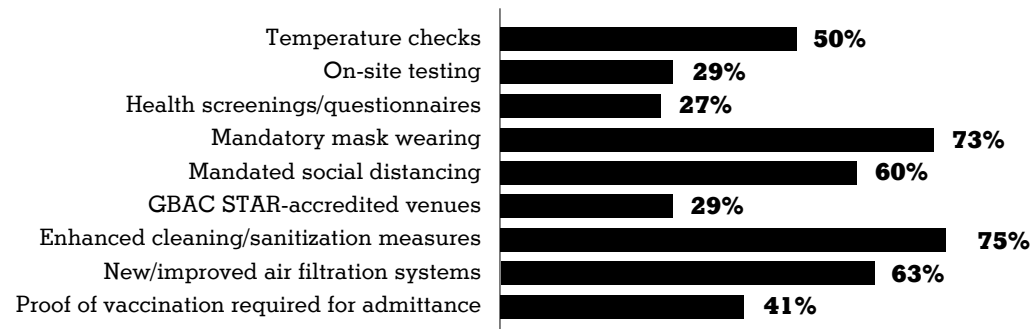 Temperature checks 50%
On-site testing 29%
Health screenings/questionnaires 27%
Mandatory mask wearing 73%
Mandated social distancing 60%
GBAC STAR-accredited venues 29%
Enhanced cleaning/sanitization measures 75%
New/improved air filtration systems 63%
Proof of vaccination required for admittance 41%